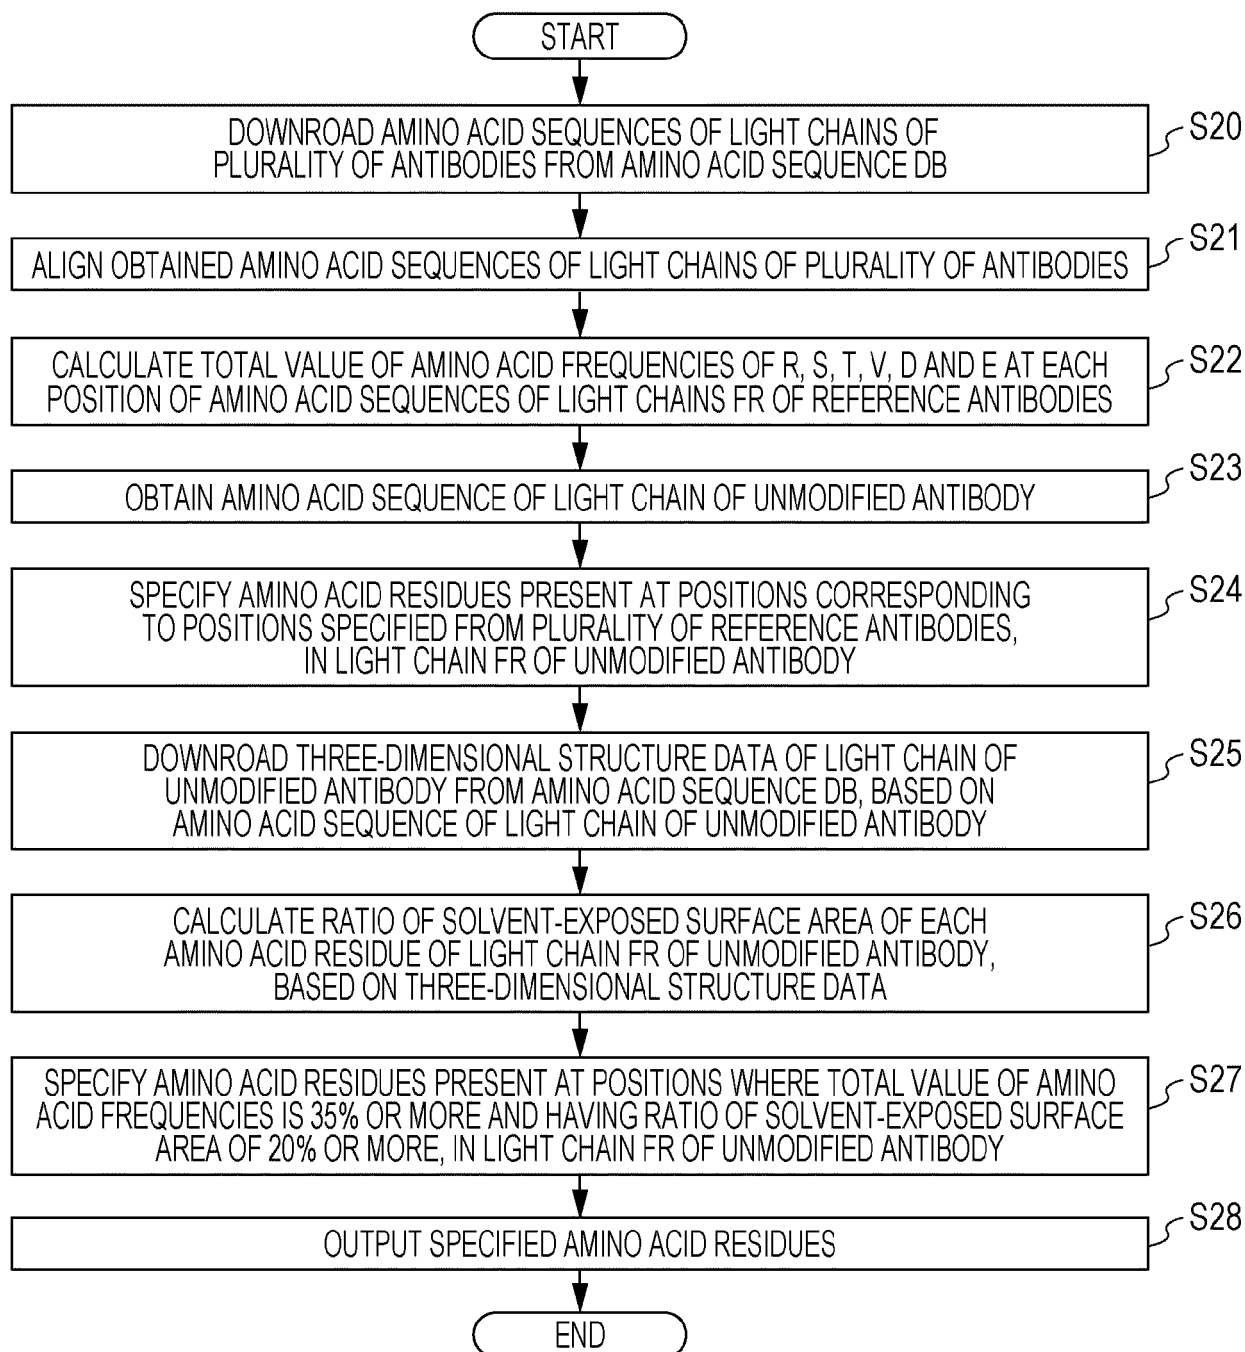 START
DOWNROAD AMINO ACID SEQUENCES OF LIGHT CHAINS OF
PLURALITY OF ANTIBODIES FROM AMINO ACID SEQUENCE DB
S20
ALIGN OBTAINED AMINO ACID SEQUENCES OF LIGHT CHAINS OF PLURALITY OF ANTIBODIES
S21
CALCULATE TOTAL VALUE OF AMINO ACID FREQUENCIES OF R, S, T, V, D AND E AT EACH
POSITION OF AMINO ACID SEQUENCES OF LIGHT CHAINS FR OF REFERENCE ANTIBODIES
S22
OBTAIN AMINO ACID SEQUENCE OF LIGHT CHAIN OF UNMODIFIED ANTIBODY
S23
SPECIFY AMINO ACID RESIDUES PRESENT AT POSITIONS CORRESPONDING
TO POSITIONS SPECIFIED FROM PLURALITY OF REFERENCE ANTIBODIES,
IN LIGHT CHAIN FR OF UNMODIFIED ANTIBODY
S24
DOWNROAD THREE-DIMENSIONAL STRUCTURE DATA OF LIGHT CHAIN OF
UNMODIFIED ANTIBODY FROM AMINO ACID SEQUENCE DB, BASED ON
AMINO ACID SEQUENCE OF LIGHT CHAIN OF UNMODIFIED ANTIBODY
S25
CALCULATE RATIO OF SOLVENT-EXPOSED SURFACE AREA OF EACH
AMINO ACID RESIDUE OF LIGHT CHAIN FR OF UNMODIFIED ANTIBODY,
BASED ON THREE-DIMENSIONAL STRUCTURE DATA
S26
SPECIFY AMINO ACID RESIDUES PRESENT AT POSITIONS WHERE TOTAL VALUE OF AMINO
ACID FREQUENCIES IS 35% OR MORE AND HAVING RATIO OF SOLVENT-EXPOSED SURFACE
AREA OF 20% OR MORE, IN LIGHT CHAIN FR OF UNMODIFIED ANTIBODY
S27
OUTPUT SPECIFIED AMINO ACID RESIDUES
S28
END